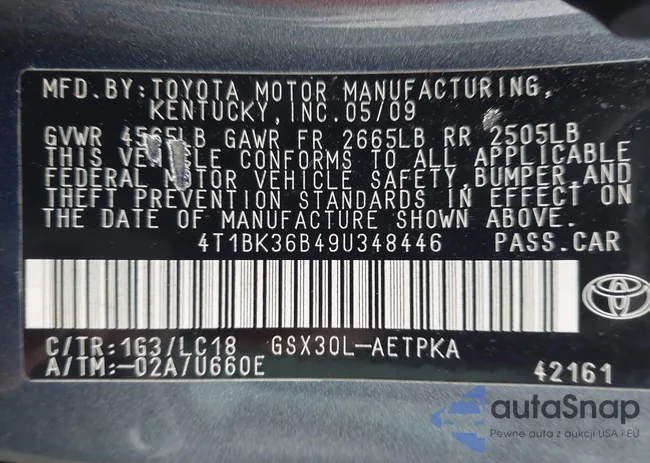 MFD.BY:TOYOTA MOTOR MANUFACTURING,
KENTUCKY,INC.05/09
GVWR 4565LB GAWR FR 2665LB RR 2505LB
THIS VEHICLE CONFORMS TO ALL APPLICABLE
FEDERAL MOTOR VEHICLE SAFETY,BUMPER,AND
THEFT PREVENTION STANDARDS IN EFFECT ON
THE DATE OF MANUFACTURE SHOWN ABOVE.
4T1BK36B49U348446 PASS.CAR
C/TR:1G3/LC18 GSX30L-AETPKA
A/TM:-02A/U660E 42161
autaSnap
Pewne auta z aukcji USA i EU